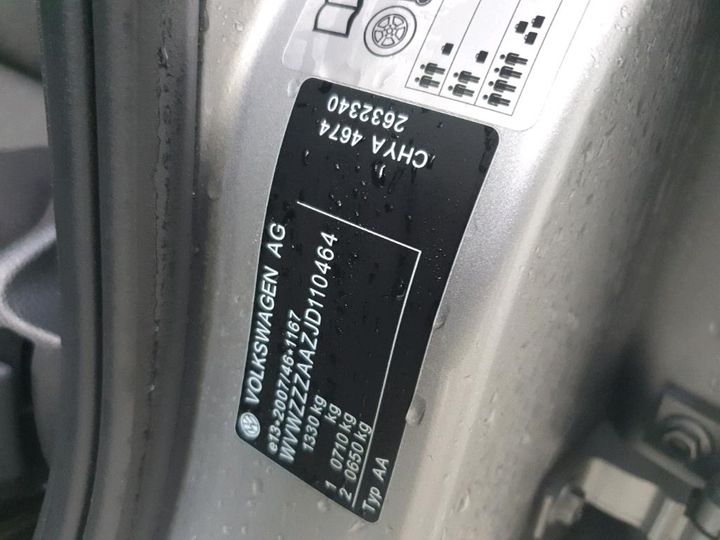 VOLKSWAGEN AG
e13*2007/46*1167
WVWZZZAAZJD110464
1330 kg
kg
1 0710 kg
2 0650 kg
Typ AA
CHYA 4674
2632340